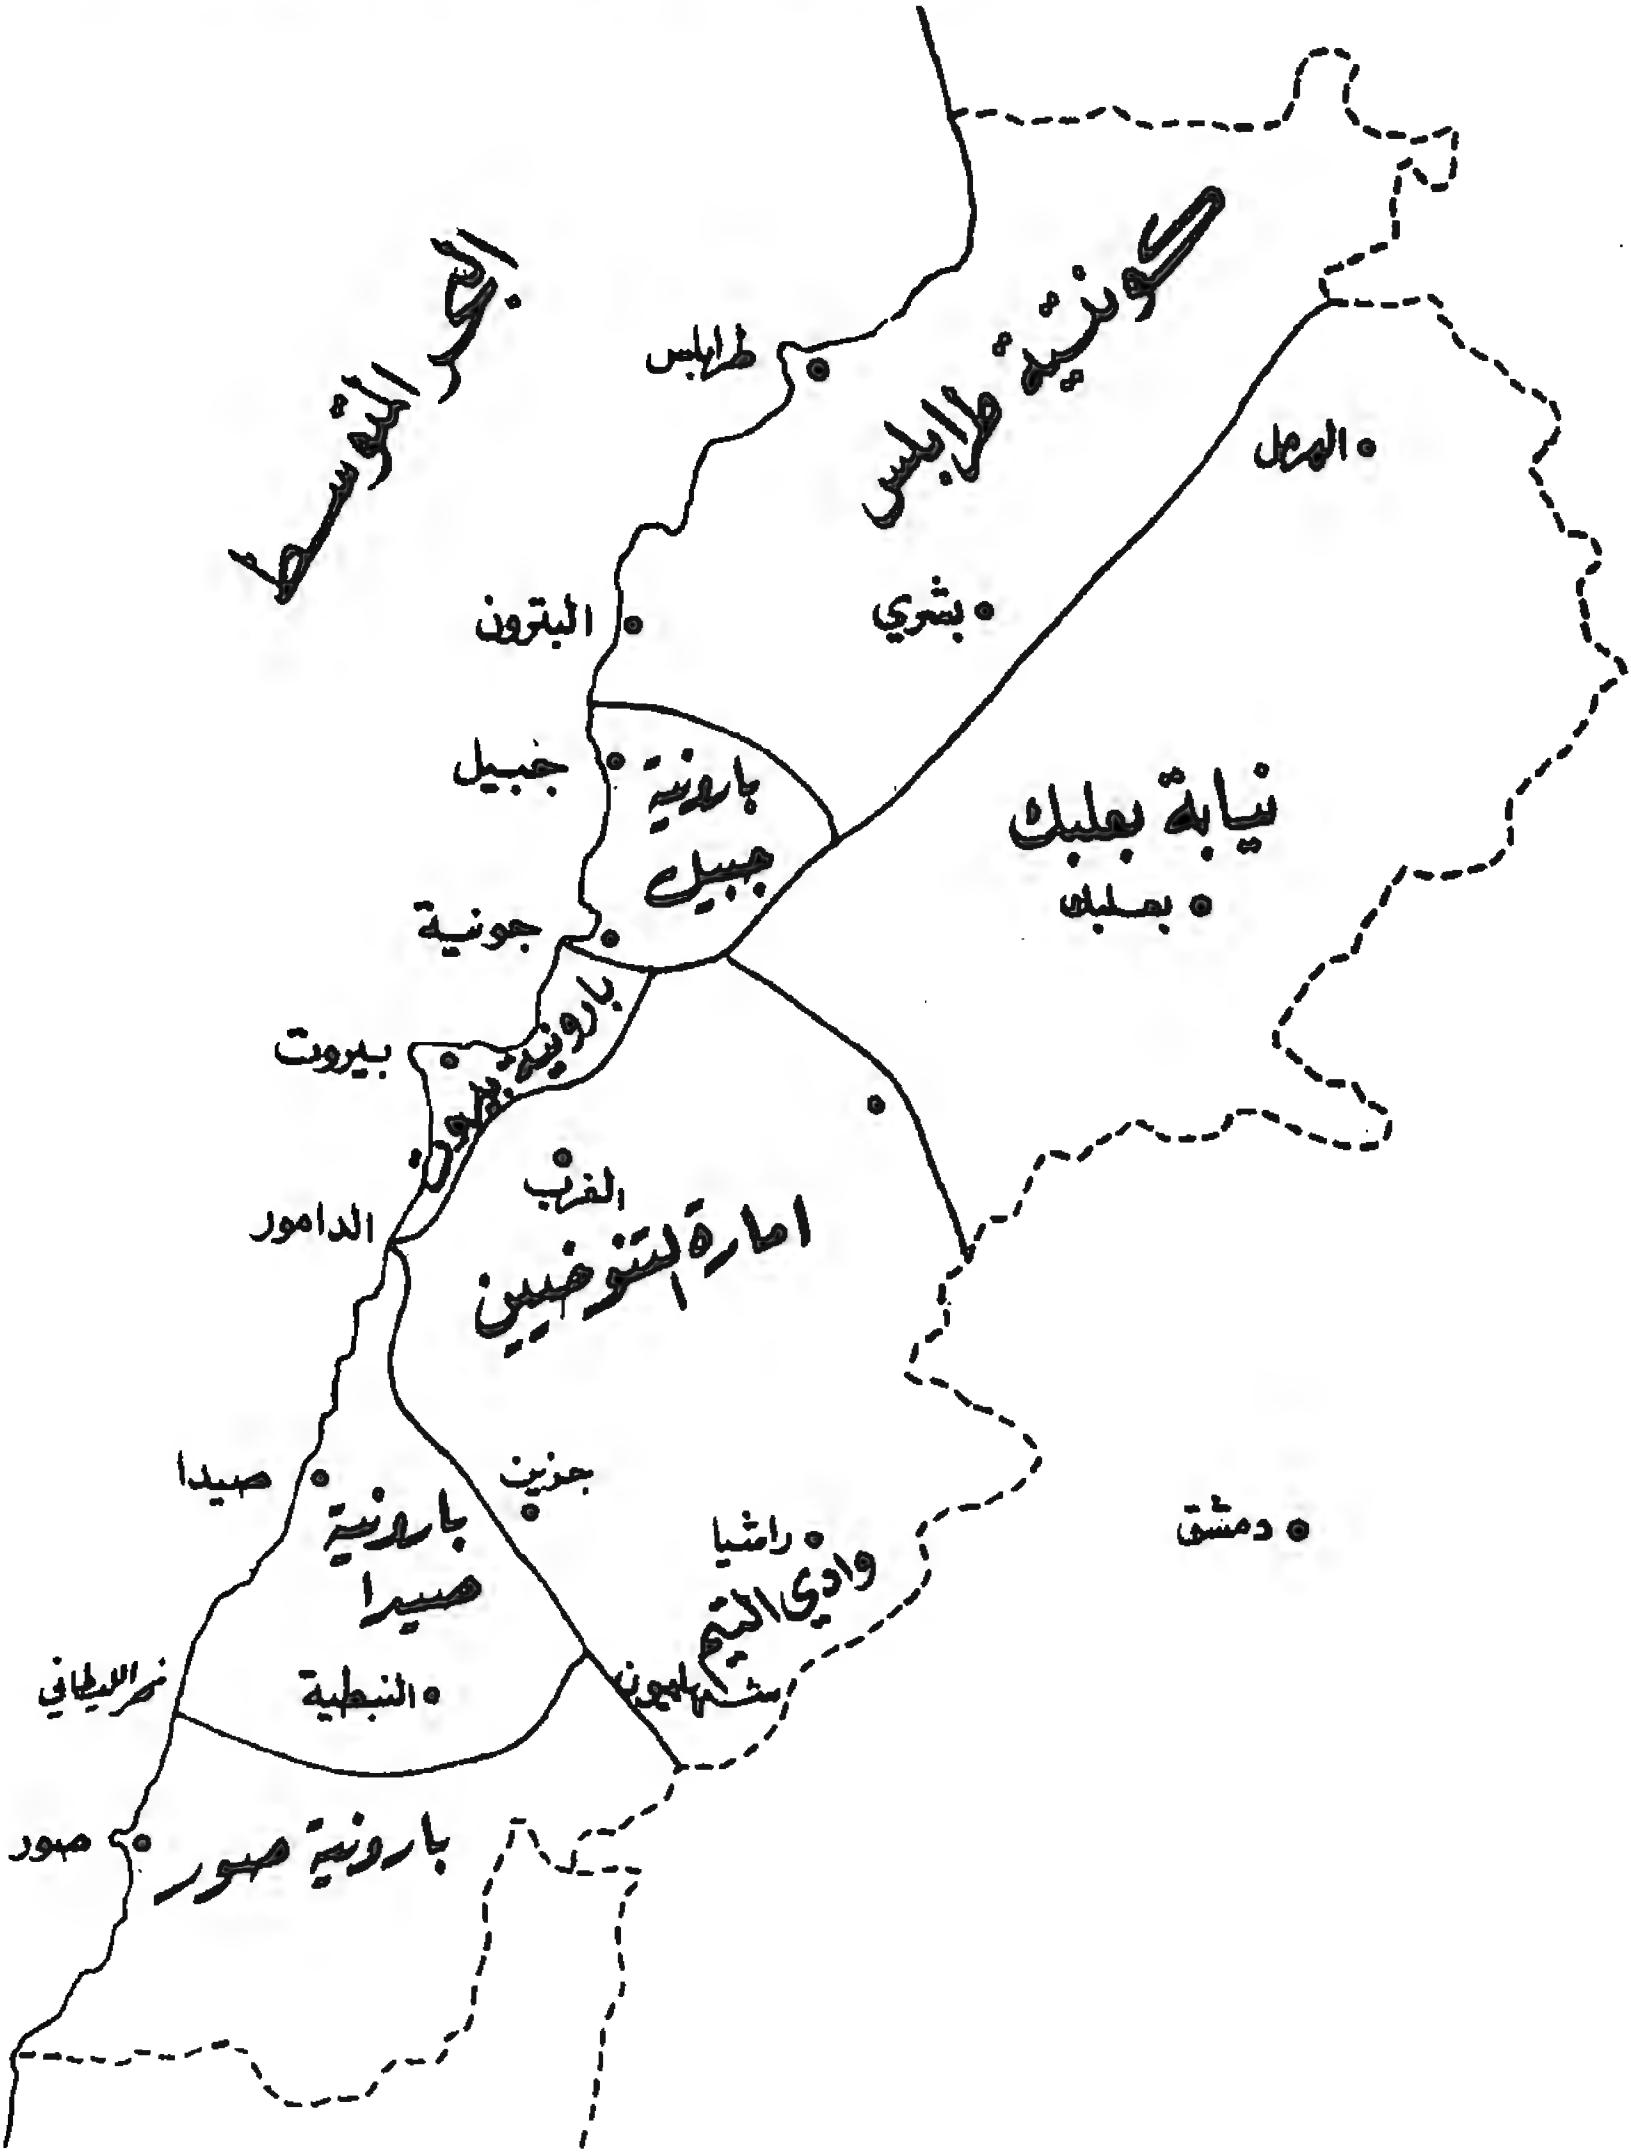 البحر المتوسط
كونتية طرابلس
طرابلس
الهرمل
البترون
بشري
جبيل
بارونية
جبيل
نيابة بعلبك
بعلبك
جونية
بارونية بيروت
بيروت
الغرب
الدامور
امارة التنوخيين
صيدا
جزين
بارونية
صيدا
راشيا
وادي التيم
دمشق
نهر الليطاني
النبطية
صور
بارونية صور